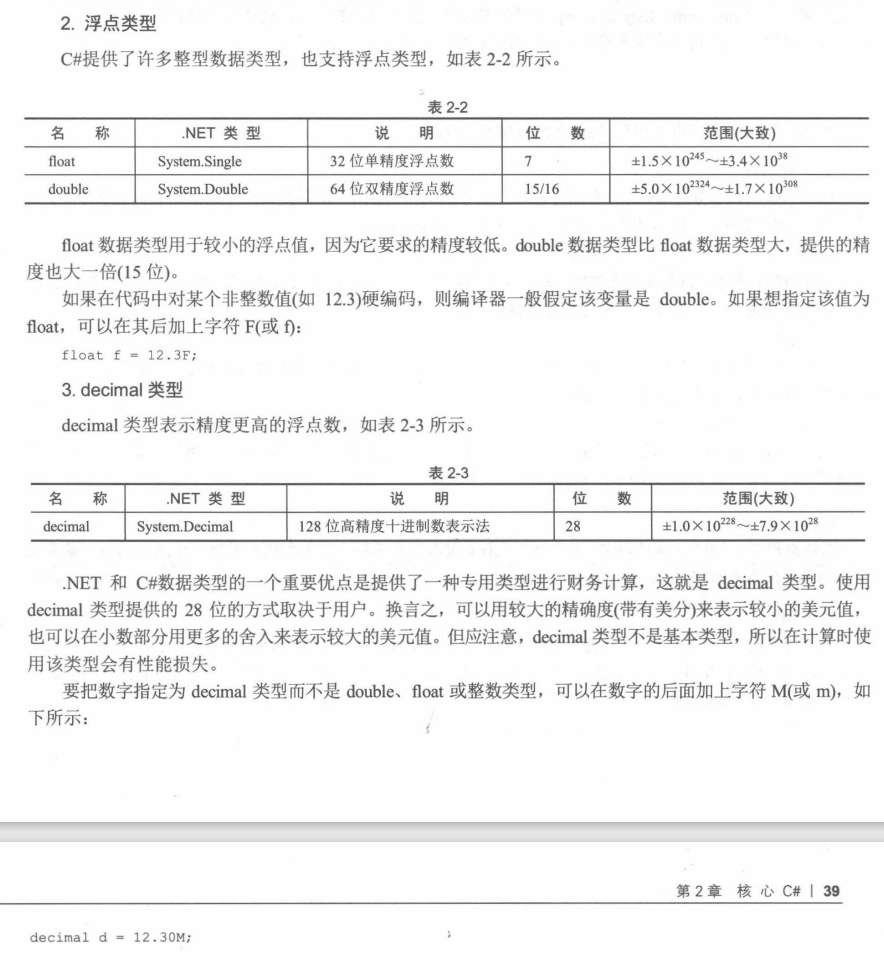 2. 浮点类型
C#提供了许多整型数据类型，也支持浮点类型，如表 2-2 所示。
表 2-2
名 称 .NET 类 型 说 明 位 数 范围(大致)
float System.Single 32 位单精度浮点数 7 ±1.5×10²⁴⁵～±3.4×10³⁸
double System.Double 64 位双精度浮点数 15/16 ±5.0×10²³²⁴～±1.7×10³⁰⁸
float 数据类型用于较小的浮点值，因为它要求的精度较低。double 数据类型比 float 数据类型大，提供的精
度也大一倍(15 位)。
如果在代码中对某个非整数值(如 12.3)硬编码，则编译器一般假定该变量是 double。如果想指定该值为
float，可以在其后加上字符 F(或 f)：
float f = 12.3F;
3. decimal 类型
decimal 类型表示精度更高的浮点数，如表 2-3 所示。
表 2-3
名 称 .NET 类 型 说 明 位 数 范围(大致)
decimal System.Decimal 128 位高精度十进制数表示法 28 ±1.0×10²²⁸～±7.9×10²⁸
.NET 和 C#数据类型的一个重要优点是提供了一种专用类型进行财务计算，这就是 decimal 类型。使用
decimal 类型提供的 28 位的方式取决于用户。换言之，可以用较大的精确度(带有美分)来表示较小的美元值，
也可以在小数部分用更多的舍入来表示较大的美元值。但应注意，decimal 类型不是基本类型，所以在计算时使
用该类型会有性能损失。
要把数字指定为 decimal 类型而不是 double、float 或整数类型，可以在数字的后面加上字符 M(或 m)，如
下所示：
第 2 章 核 心 C# | 39
decimal d = 12.30M;